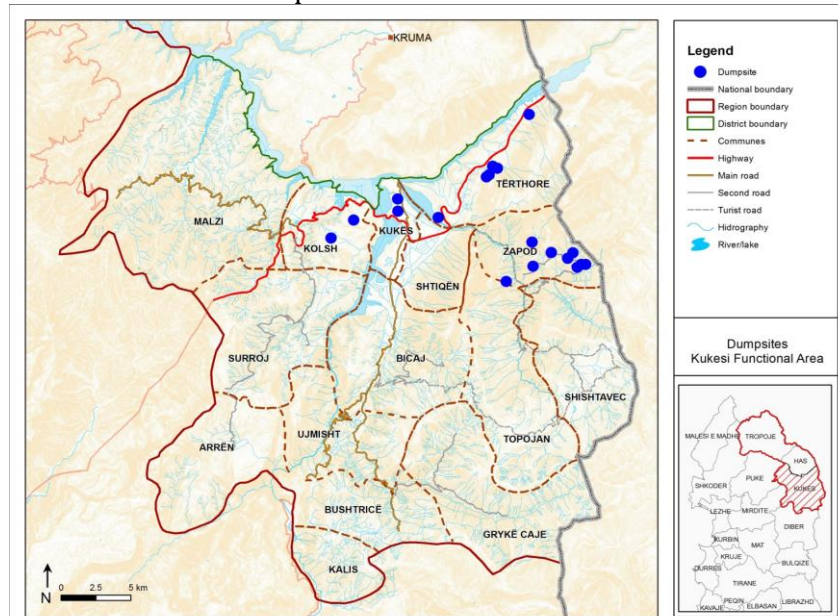 KRUMA
TËRTHORE
MALZI
KUKËS
KOLSH
ZAPOD
SHTIQËN
SURROJ
BICAJ
SHISHTAVEC
ARRËN
UJMISHT
TOPOJAN
BUSHTRICË
GRYKË CAJE
KALIS
N
0 2.5 5 km
Legend
Dumpsite
National boundary
Region boundary
District boundary
Communes
Highway
Main road
Second road
Turist road
Hidrography
River/lake
Dumpsites
Kukesi Functional Area
TROPOJE
MALESI E MADHE
HAS
PUKE
KUKËS
SHKODER
LEZHE
MIRDITE
DIBER
KURBIN
MAT
KRUJE
BULQIZE
DURRES
TIRANE
PEQIN
LIBRAZHD
KAVAJE
ELBASAN